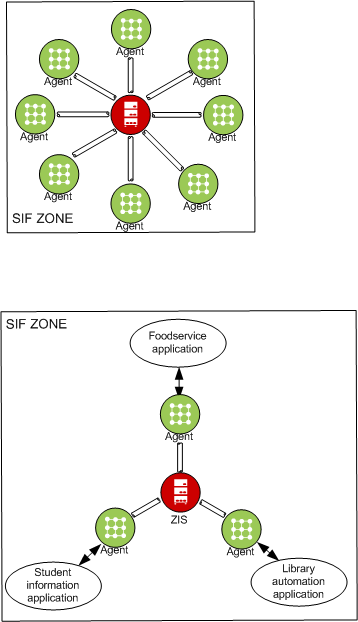 Agent
Agent
Agent
Agent
Agent
Agent
Agent
Agent
SIF ZONE
SIF ZONE
Foodservice
application
Agent
ZIS
Agent
Agent
Student
information
application
Library
automation
application